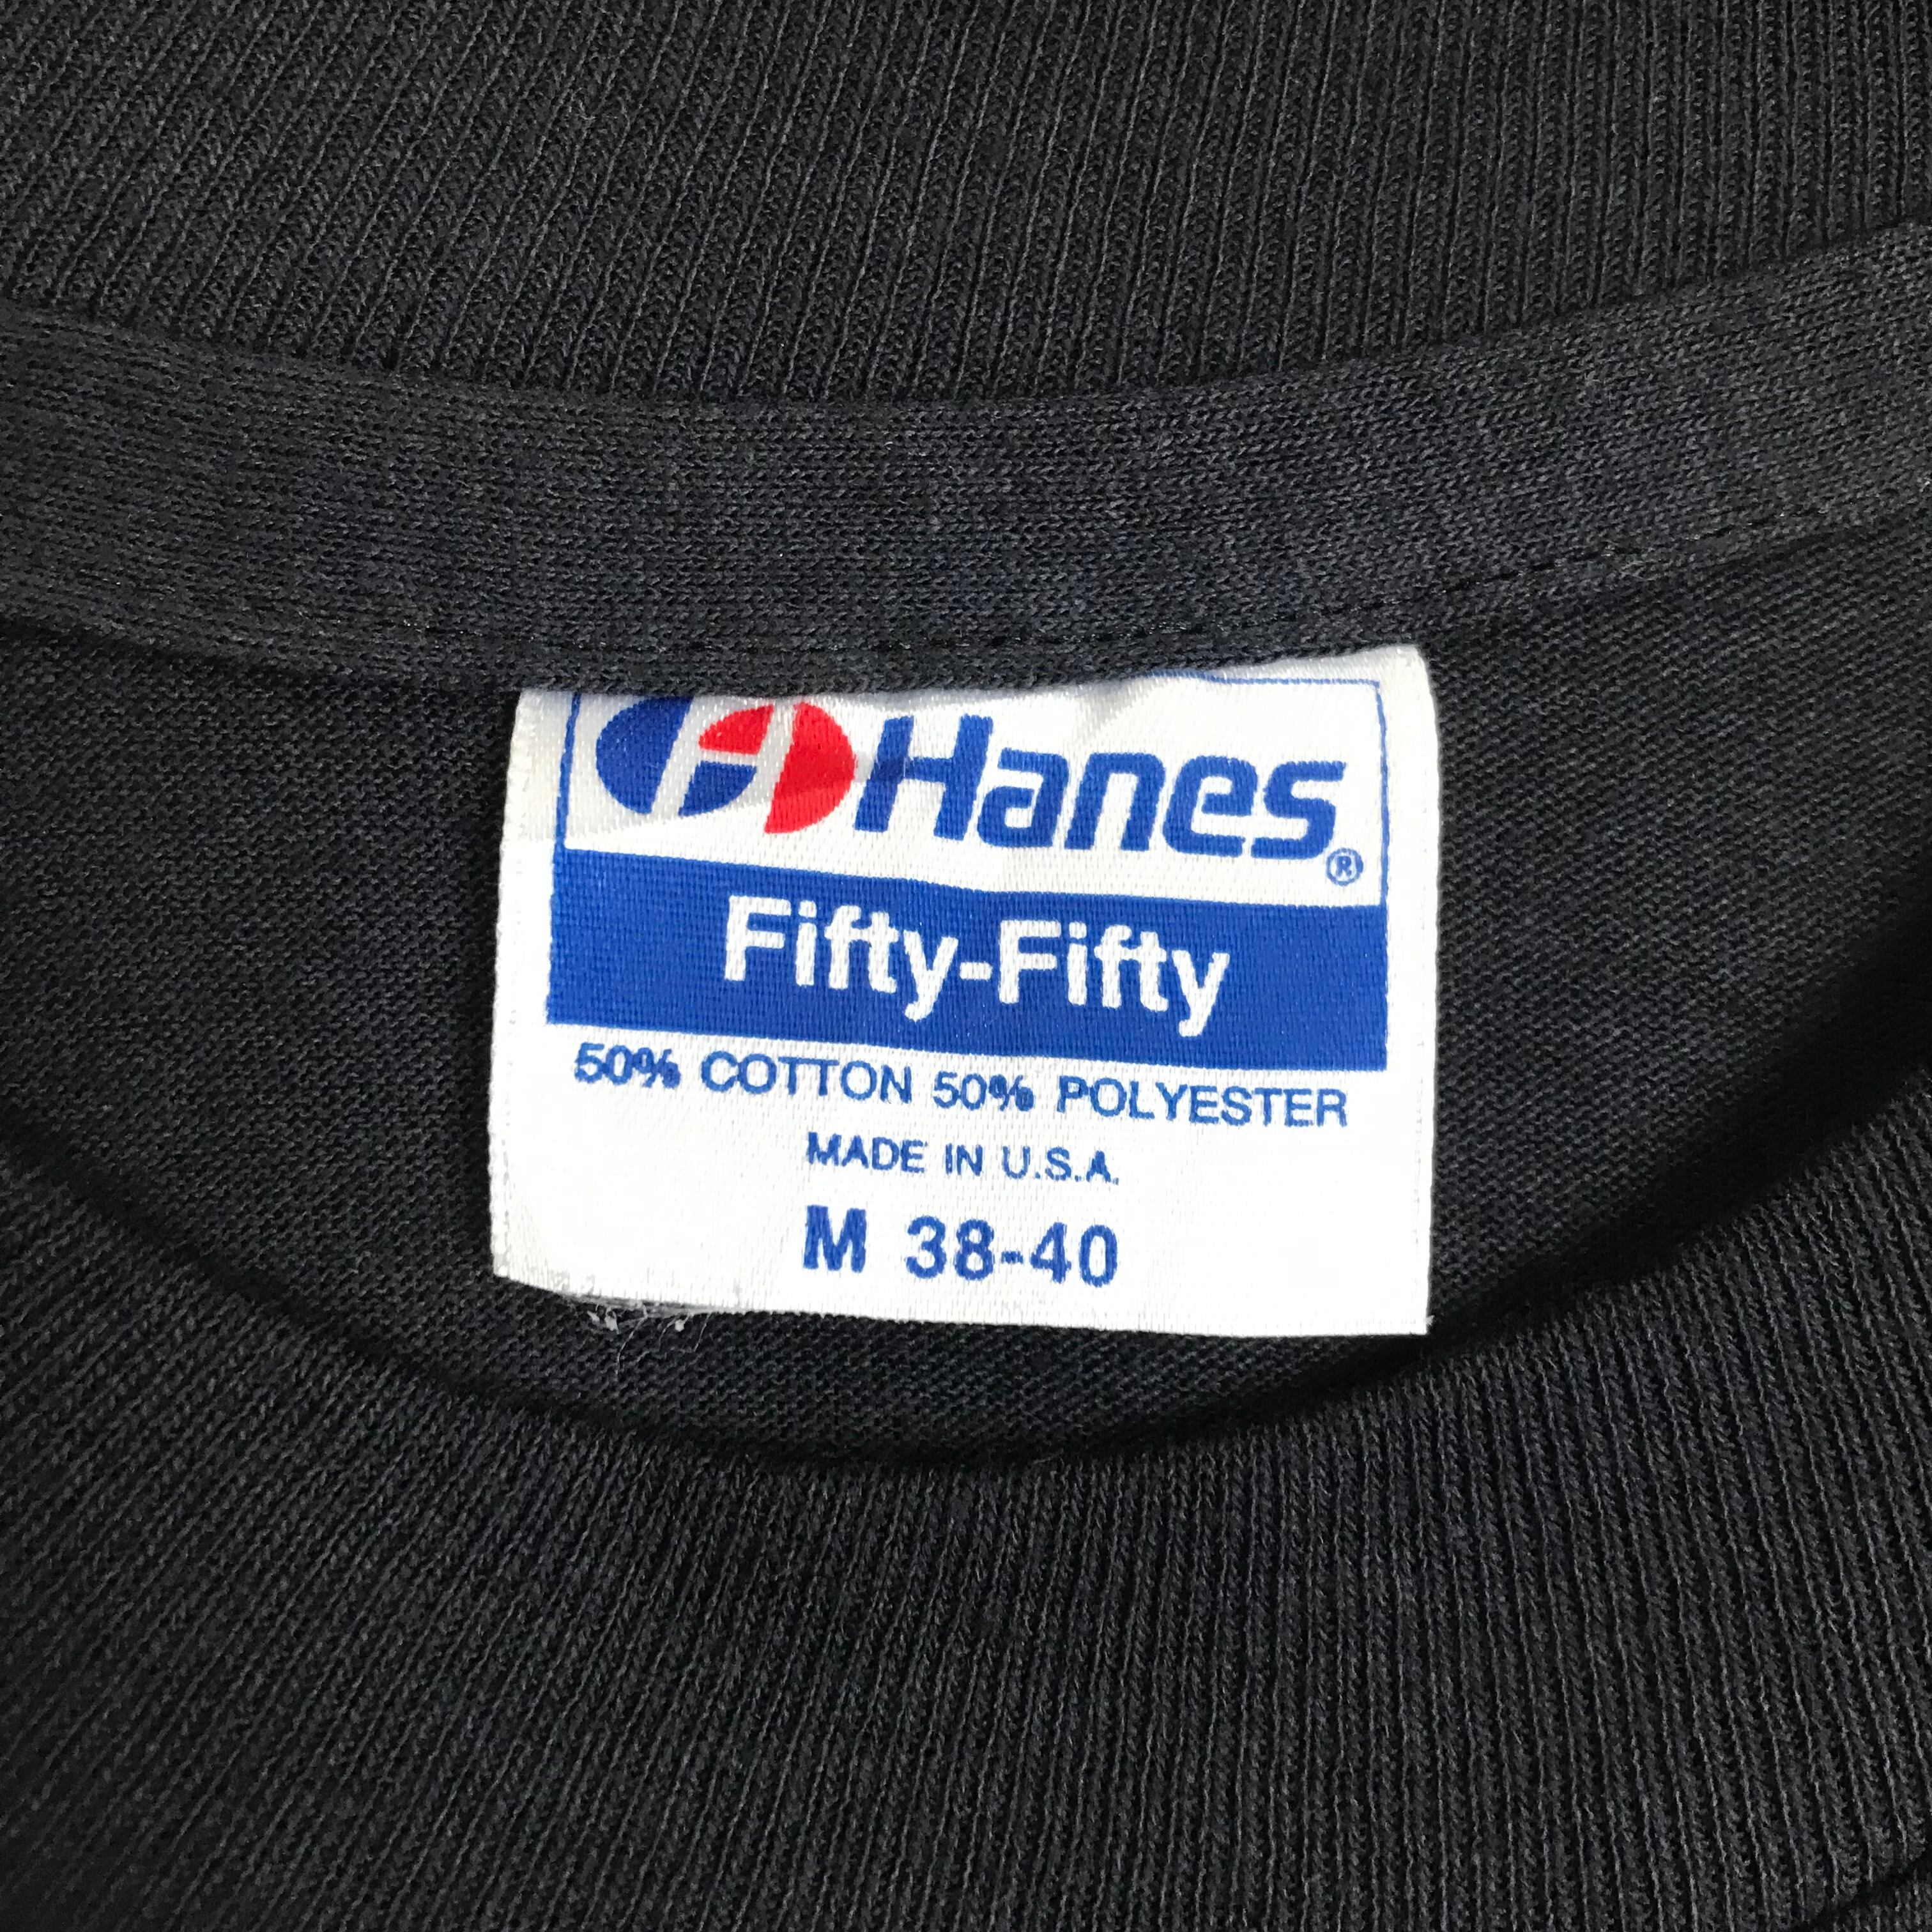 Hanes®
Fifty-Fifty
50% COTTON 50% POLYESTER
MADE IN U.S.A.
M 38-40